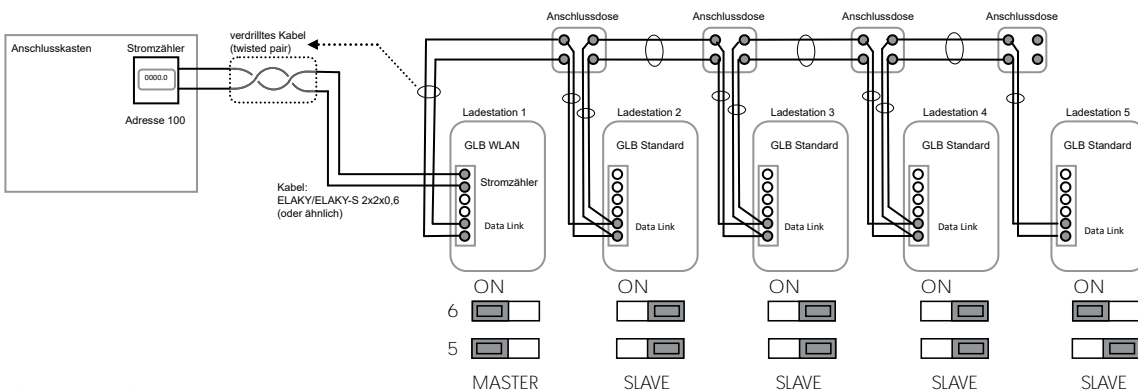 Anschlussdose
Anschlussdose
Anschlussdose
Anschlussdose
Anschlusskasten
Stromzähler
verdrilltes Kabel
(twisted pair)
0000.0
Adresse 100
Ladestation 1
Ladestation 2
Ladestation 3
Ladestation 4
Ladestation 5
GLB WLAN
GLB Standard
GLB Standard
GLB Standard
GLB Standard
Stromzähler
Kabel:
ELAKY/ELAKY-S 2x2x0,6
(oder ähnlich)
Data Link
Data Link
Data Link
Data Link
Data Link
ON
ON
ON
ON
ON
6
5
MASTER
SLAVE
SLAVE
SLAVE
SLAVE